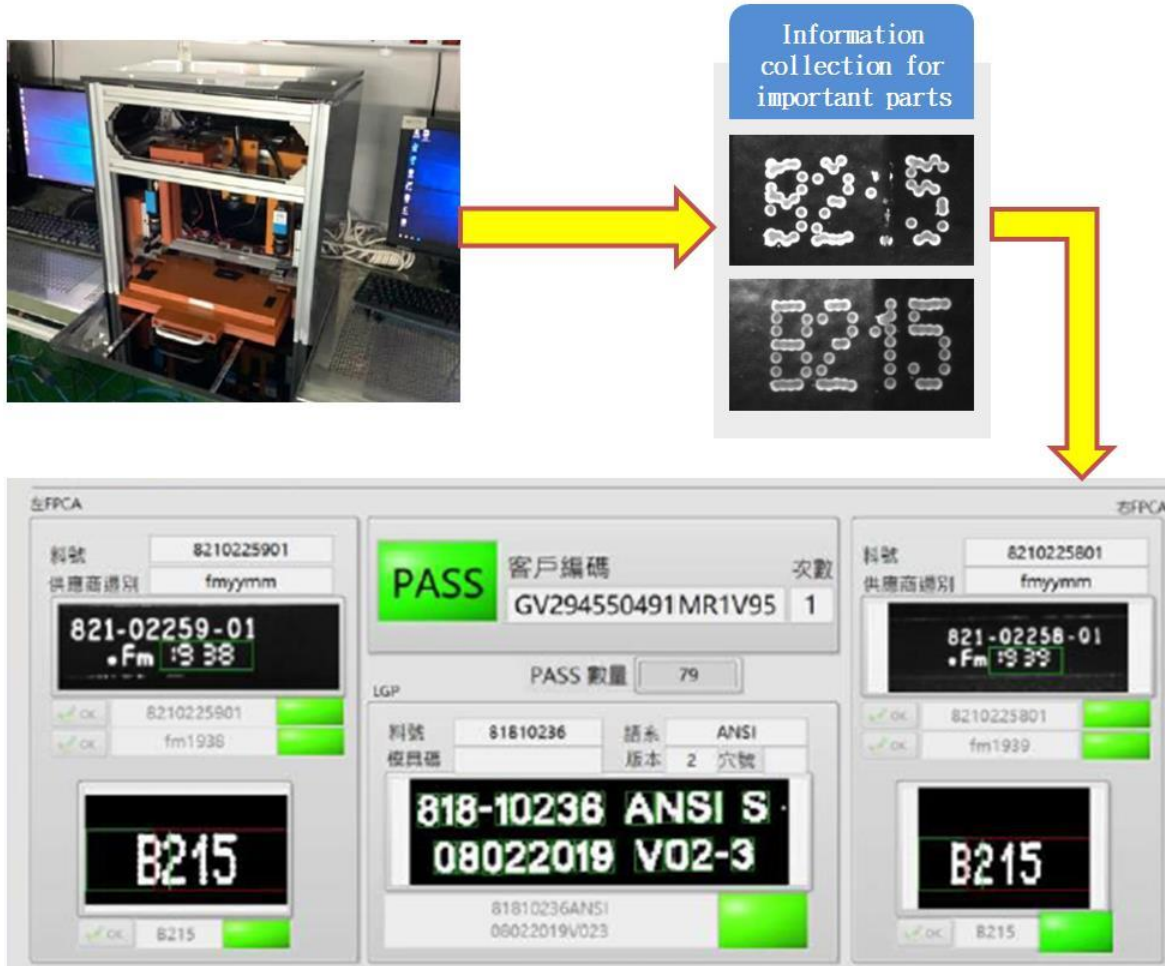 Information
collection for
important parts
B2 5
B215
左FPCA
料號 8210225901
供應商週別 fmyymm
821-02259-01
Fm 1938
OK 8210225901
OK fm1938
B215
OK B215
PASS
客戶編碼 次數
GV294550491MR1V95 1
PASS 數量 79
LGP
料號 81810236 語系 ANSI
模具碼 版本 2 穴號
818-10236 ANSI S
08022019 V02-3
81810236ANSI
08022019V023
右FPCA
料號 8210225801
供應商週別 fmyymm
821-02258-01
Fm 1939
OK 8210225801
OK fm1939
B215
OK B215